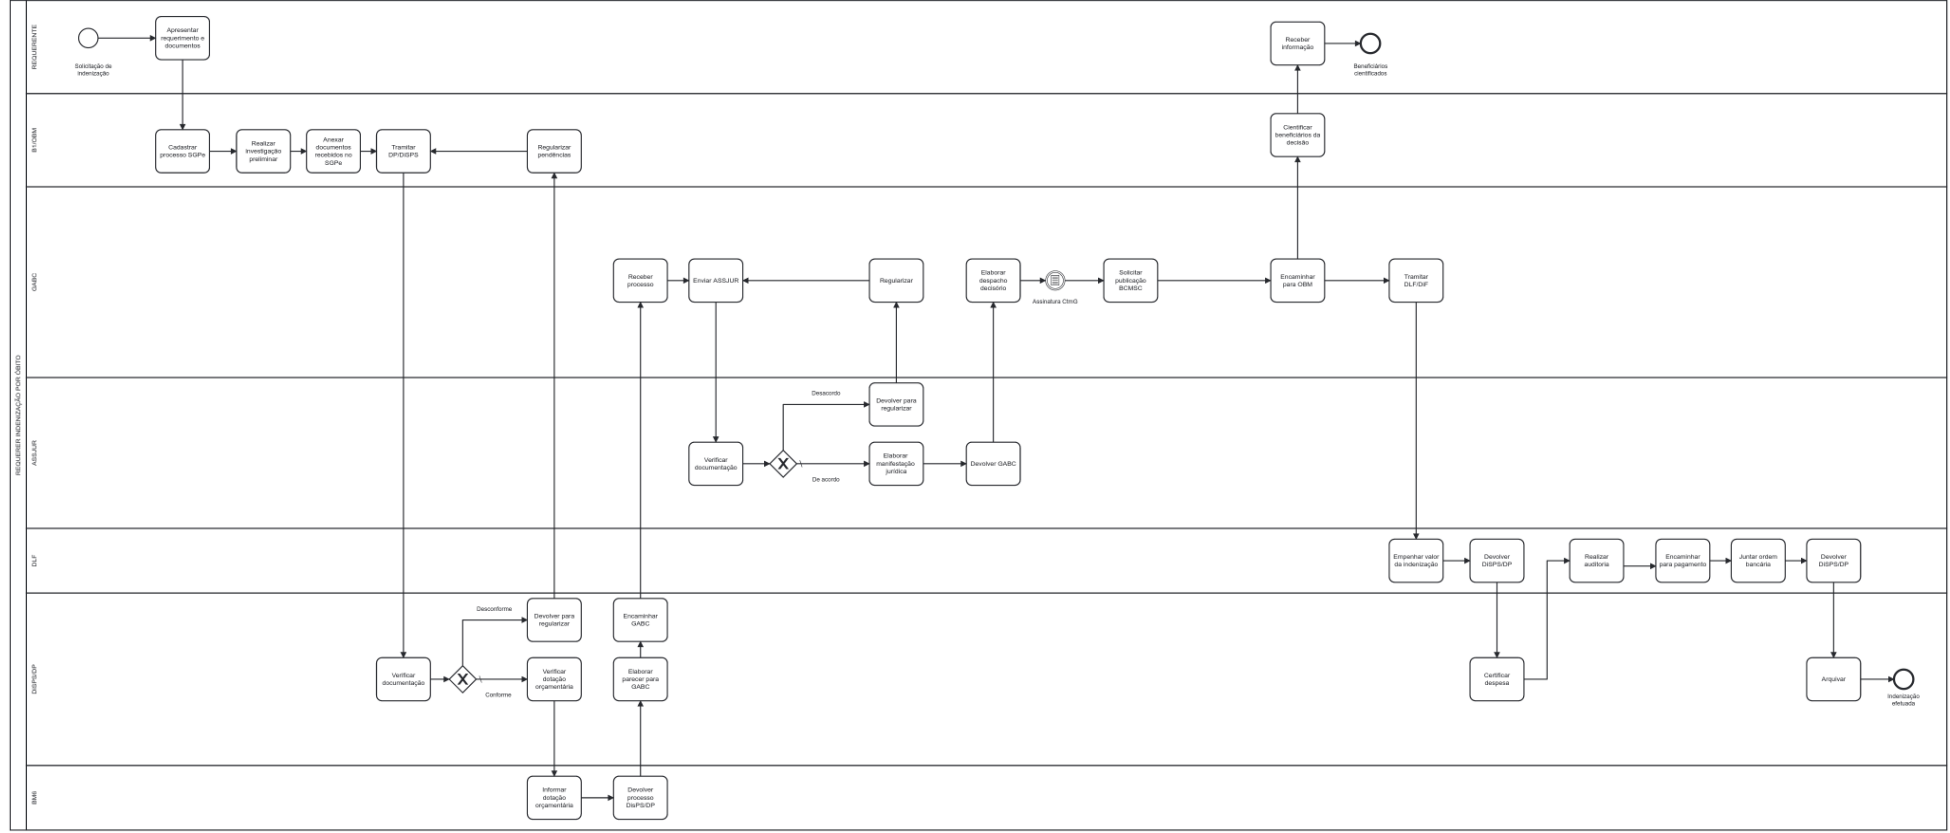 REQUERER INDENIZAÇÃO POR ÓBITO
REQUERENTE
Solicitação de
indenização
Apresentar
requerimento e
documentos
Receber
informação
Beneficiários
cientificados
B1/OBM
Cadastrar
processo SGPe
Realizar
investigação
preliminar
Anexar
documentos
recebidos no
SGPe
Tramitar
DP/DiSPS
Regularizar
pendências
Cientificar
beneficiários da
decisão
GABC
Receber
processo
Enviar ASSJUR
Regularizar
Elaborar
despacho
decisório
Assinatura CtmG
Solicitar
publicação
BCMSC
Encaminhar
para OBM
Tramitar
DLF/DiF
ASSJUR
Verificar
documentação
Desacordo
De acordo
Devolver para
regularizar
Elaborar
manifestação
jurídica
Devolver GABC
DLF
Empenhar valor
da indenização
Devolver
DiSPS/DP
Realizar
auditoria
Encaminhar
para pagamento
Juntar ordem
bancária
Devolver
DiSPS/DP
DiSPS/DP
Verificar
documentação
Desconforme
Conforme
Devolver para
regularizar
Verificar
dotação
orçamentária
Encaminhar
GABC
Elaborar
parecer para
GABC
Certificar
despesa
Arquivar
Indenização
efetuada
BM6
Informar
dotação
orçamentária
Devolver
processo
DisPS/DP